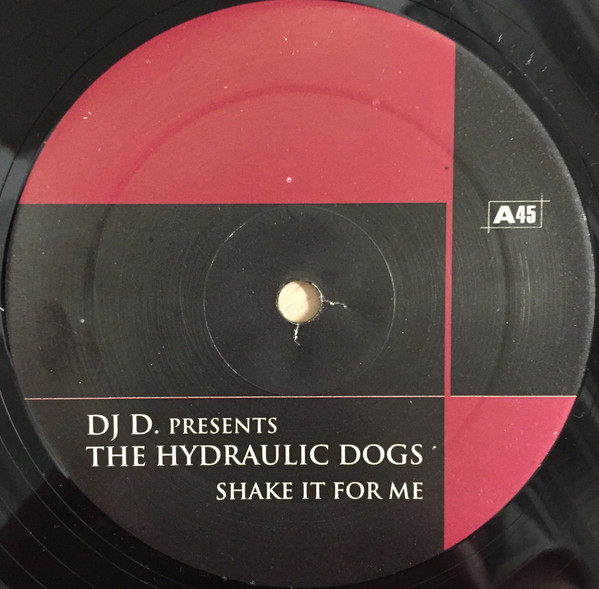 A45
DJ D. PRESENTS
THE HYDRAULIC DOGS´
SHAKE IT FOR ME